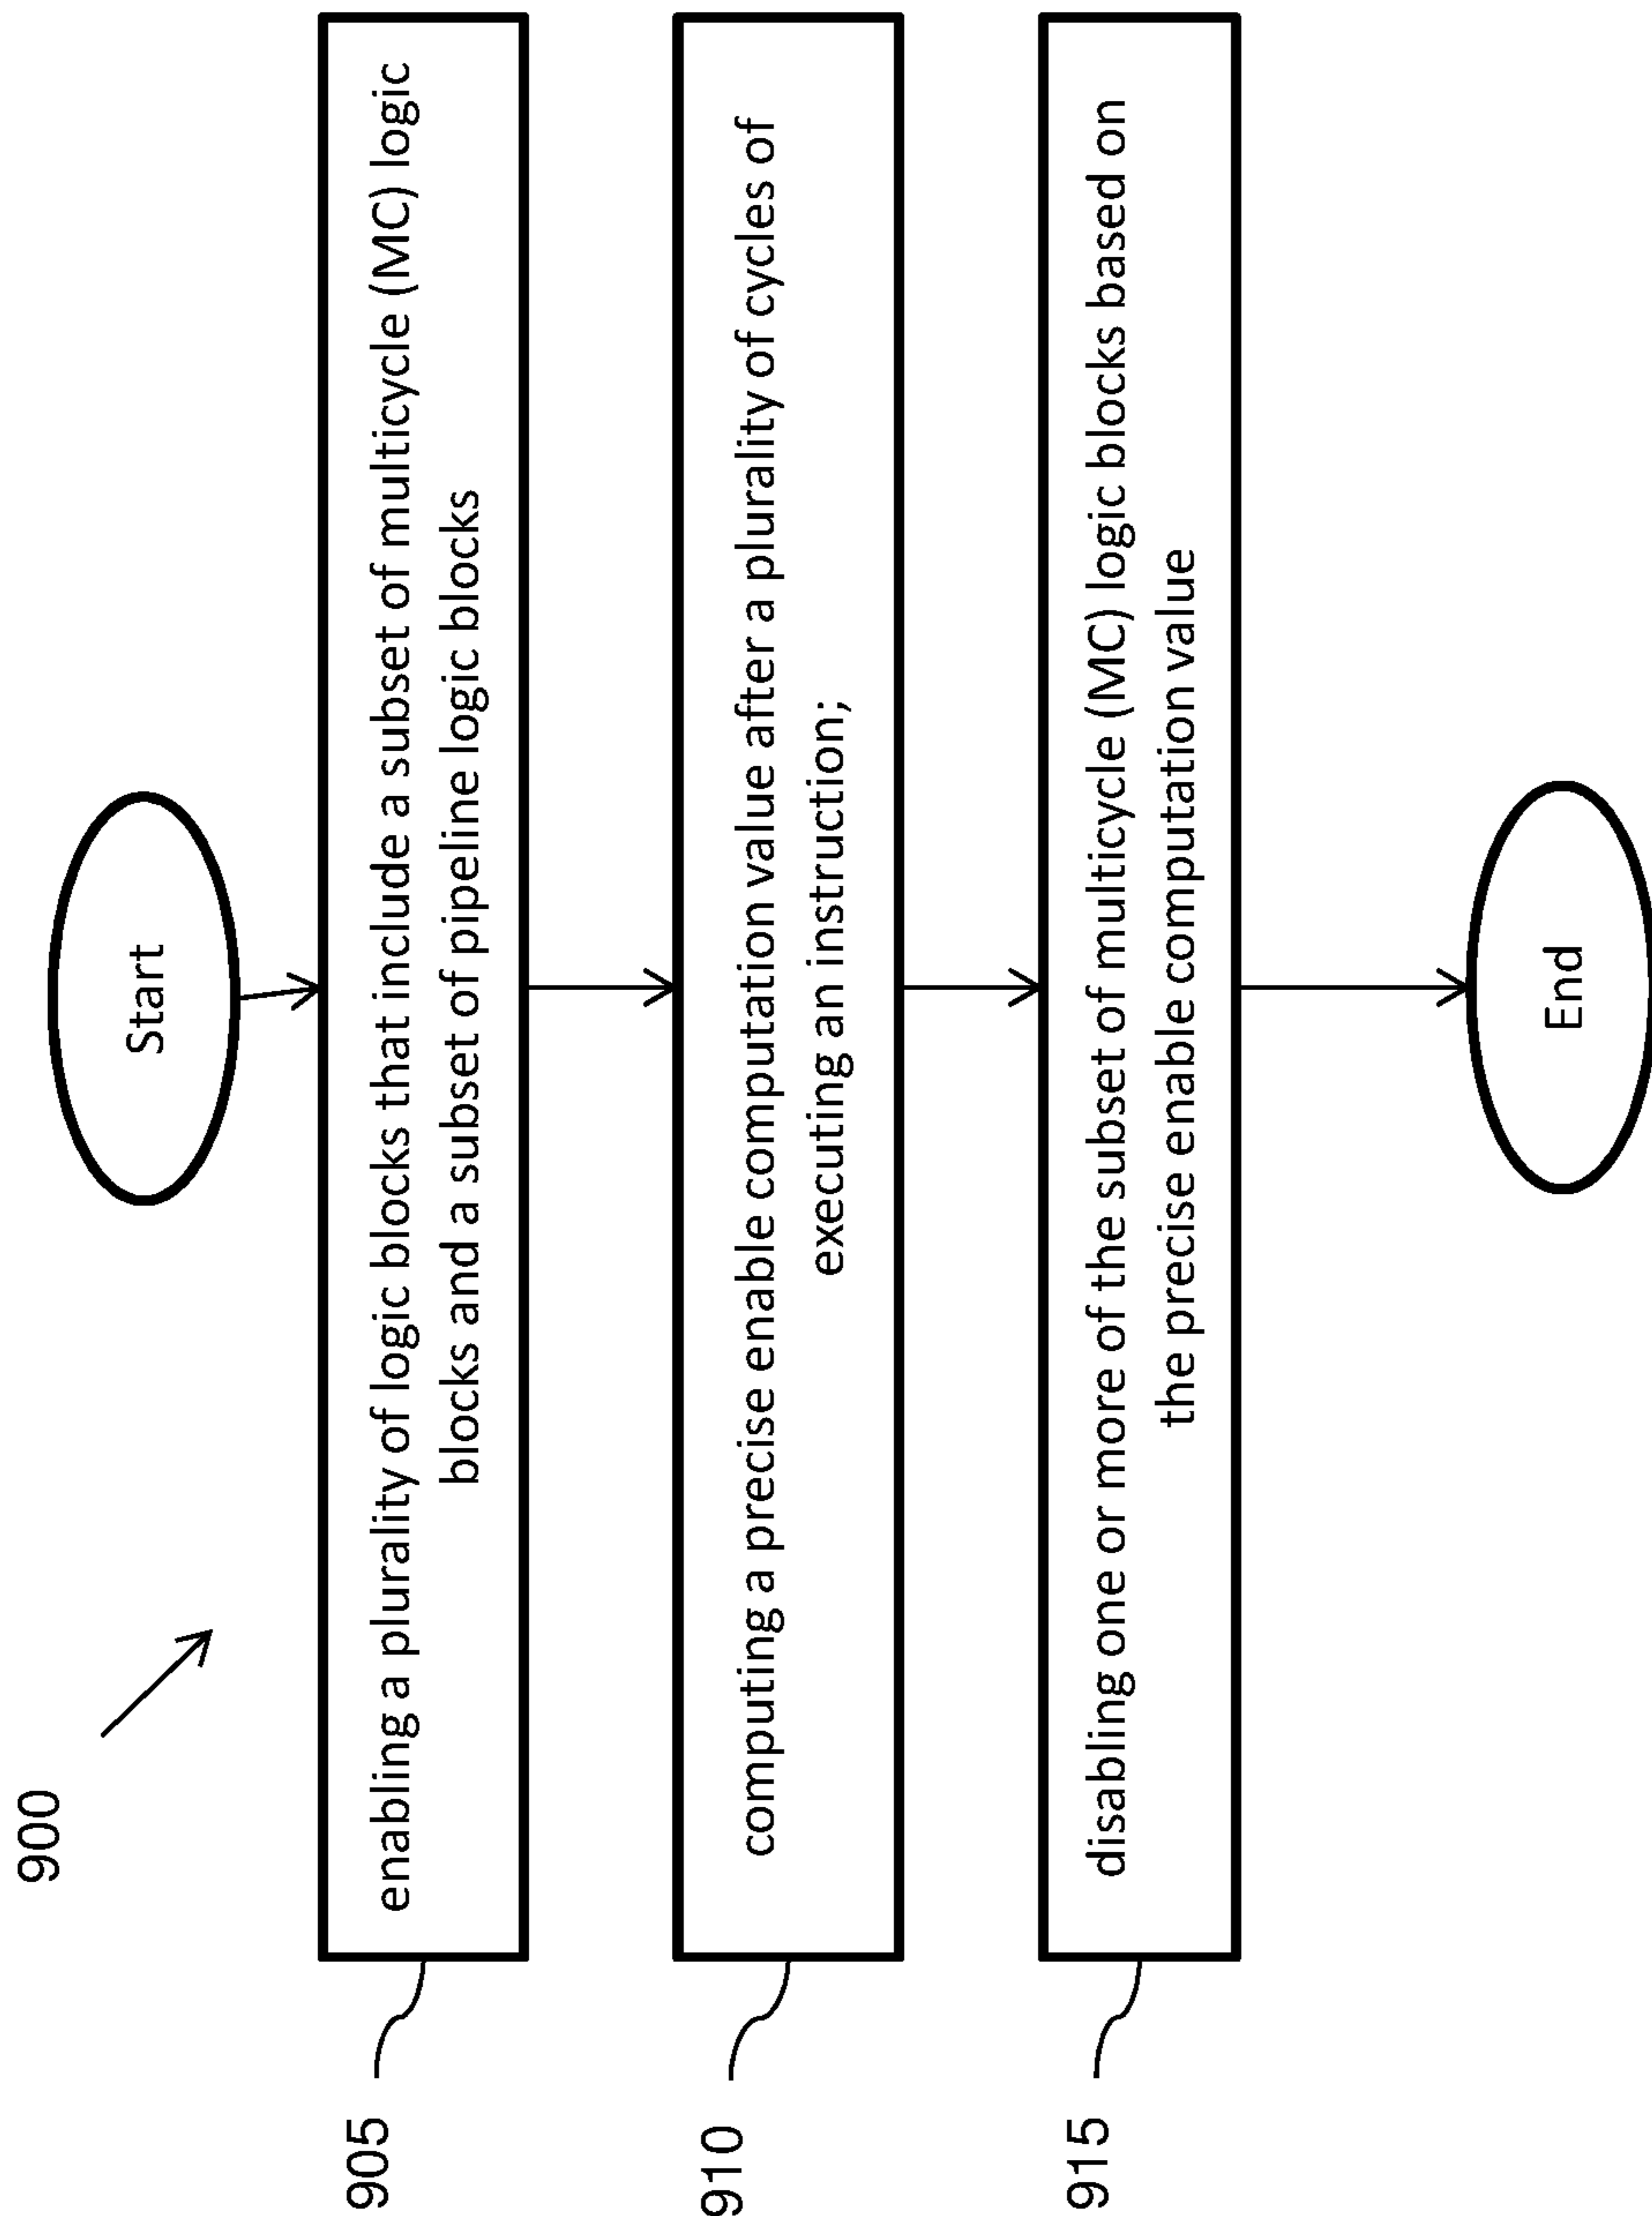 900
Start
905
enabling a plurality of logic blocks that include a subset of multicycle (MC) logic
blocks and a subset of pipeline logic blocks
910
computing a precise enable computation value after a plurality of cycles of
executing an instruction;
915
disabling one or more of the subset of multicycle (MC) logic blocks based on
the precise enable computation value
End